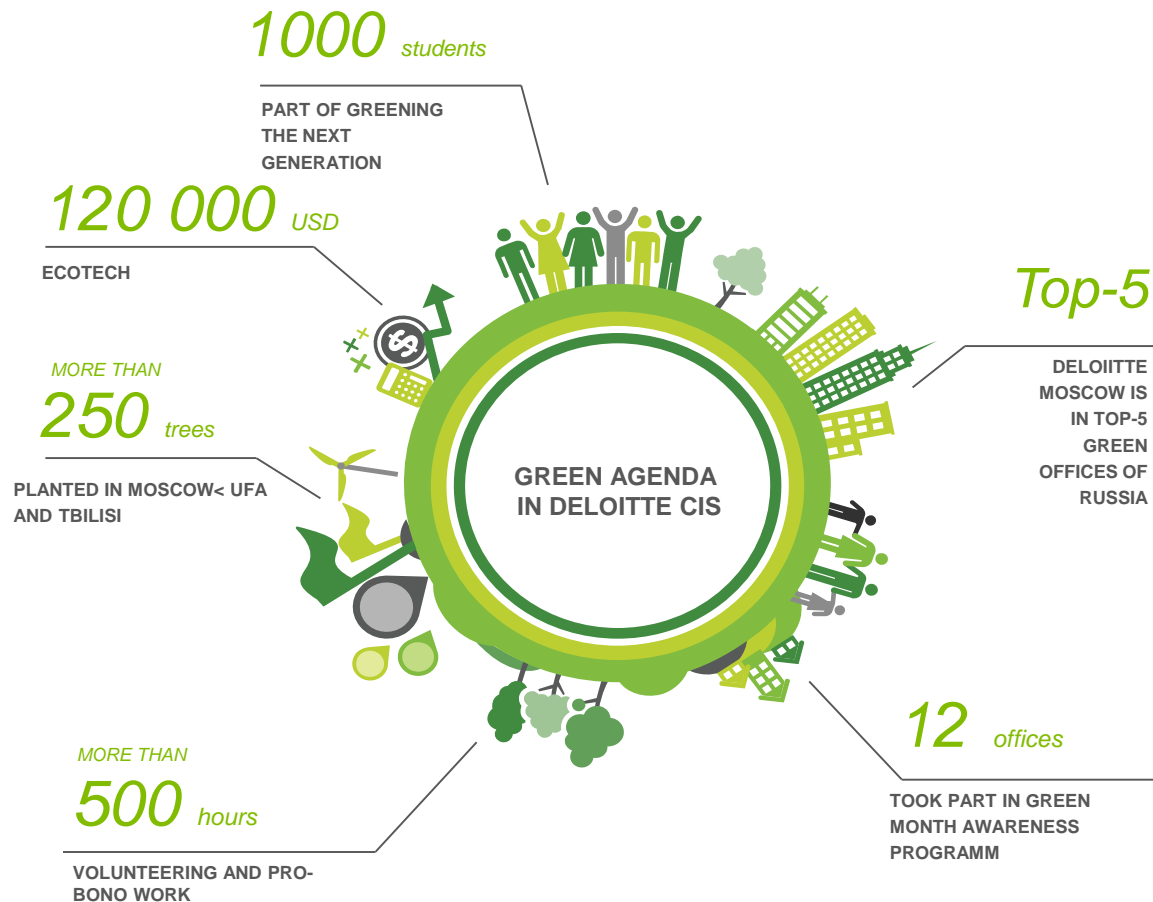 1000 students
PART OF GREENING
THE NEXT
GENERATION
120 000 USD
ECOTECH
MORE THAN
250 trees
PLANTED IN MOSCOW< UFA
AND TBILISI
MORE THAN
500 hours
VOLUNTEERING AND PRO-
BONO WORK
GREEN AGENDA
IN DELOITTE CIS
$
Top-5
DELOIITTE
MOSCOW IS
IN TOP-5
GREEN
OFFICES OF
RUSSIA
12 offices
TOOK PART IN GREEN
MONTH AWARENESS
PROGRAMM